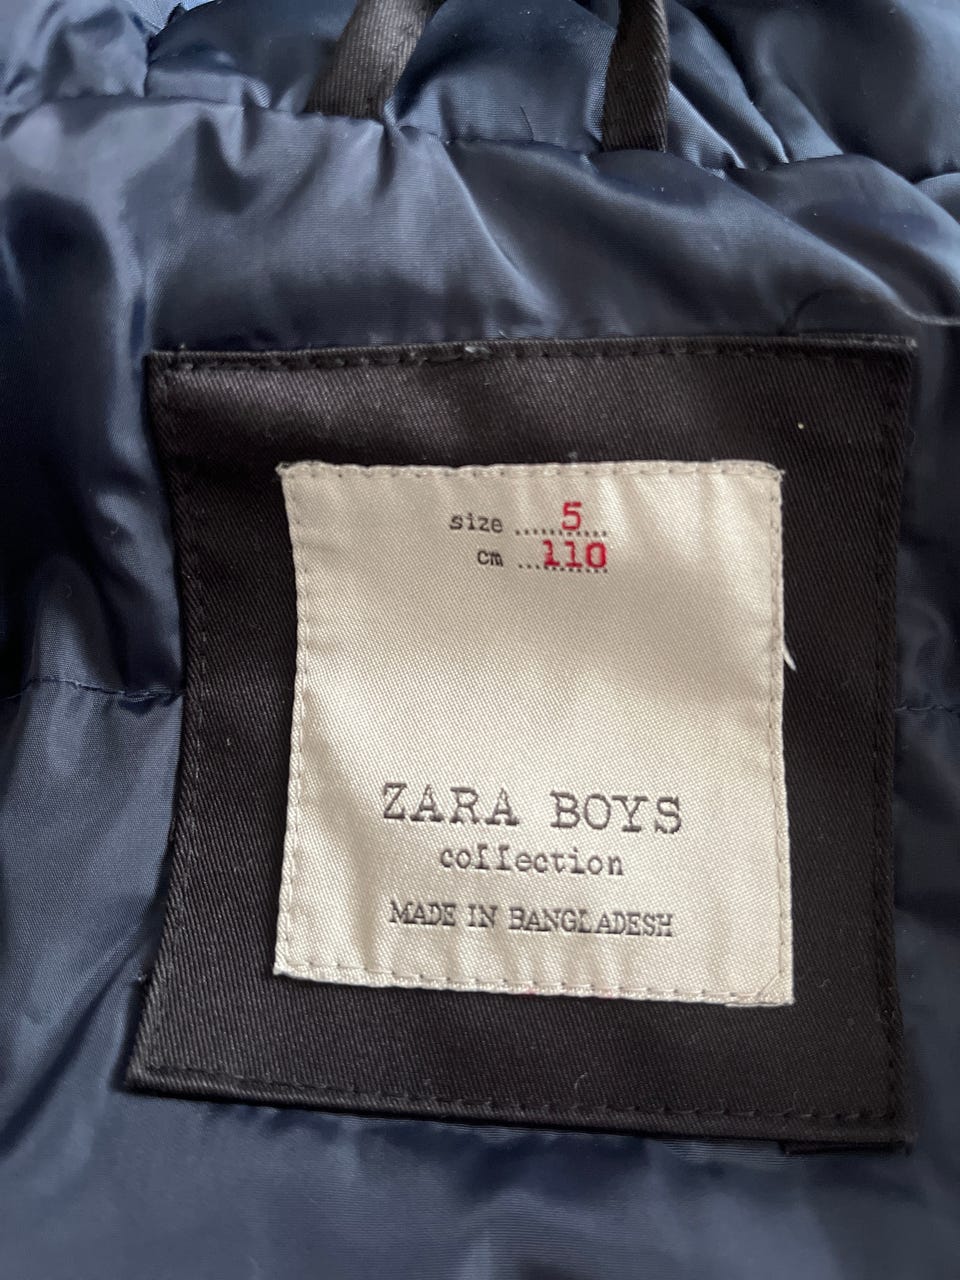 size ......5...
cm ...110
ZARA BOYS
collection
MADE IN BANGLADESH